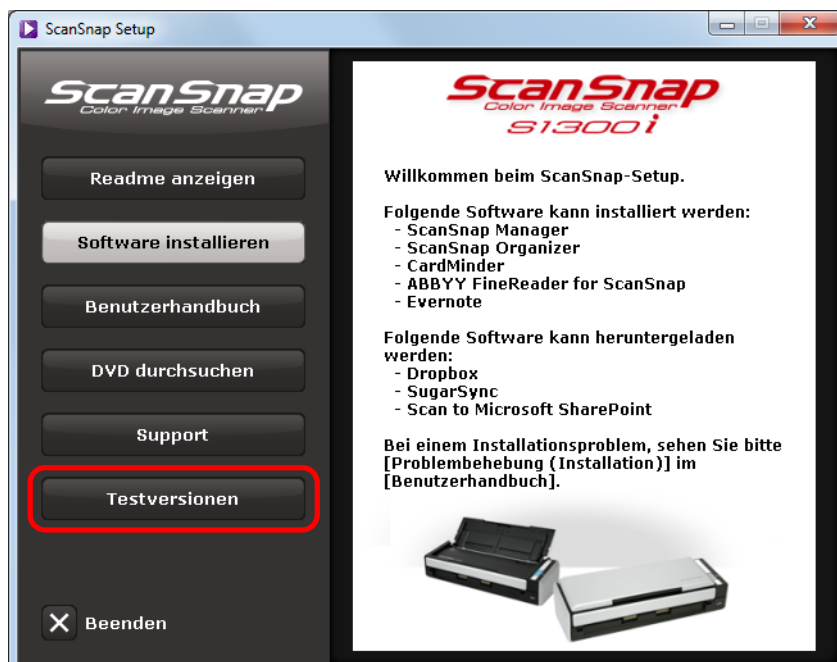 ScanSnap Setup
ScanSnap
Color Image Scanner
Readme anzeigen
Software installieren
Benutzerhandbuch
DVD durchsuchen
Support
Testversionen
Beenden
ScanSnap
Color Image Scanner
S1300i
Willkommen beim ScanSnap-Setup.
Folgende Software kann installiert werden:
- ScanSnap Manager
- ScanSnap Organizer
- CardMinder
- ABBYY FineReader for ScanSnap
- Evernote
Folgende Software kann heruntergeladen
werden:
- Dropbox
- SugarSync
- Scan to Microsoft SharePoint
Bei einem Installationsproblem, sehen Sie bitte
[Problembehebung (Installation)] im
[Benutzerhandbuch].